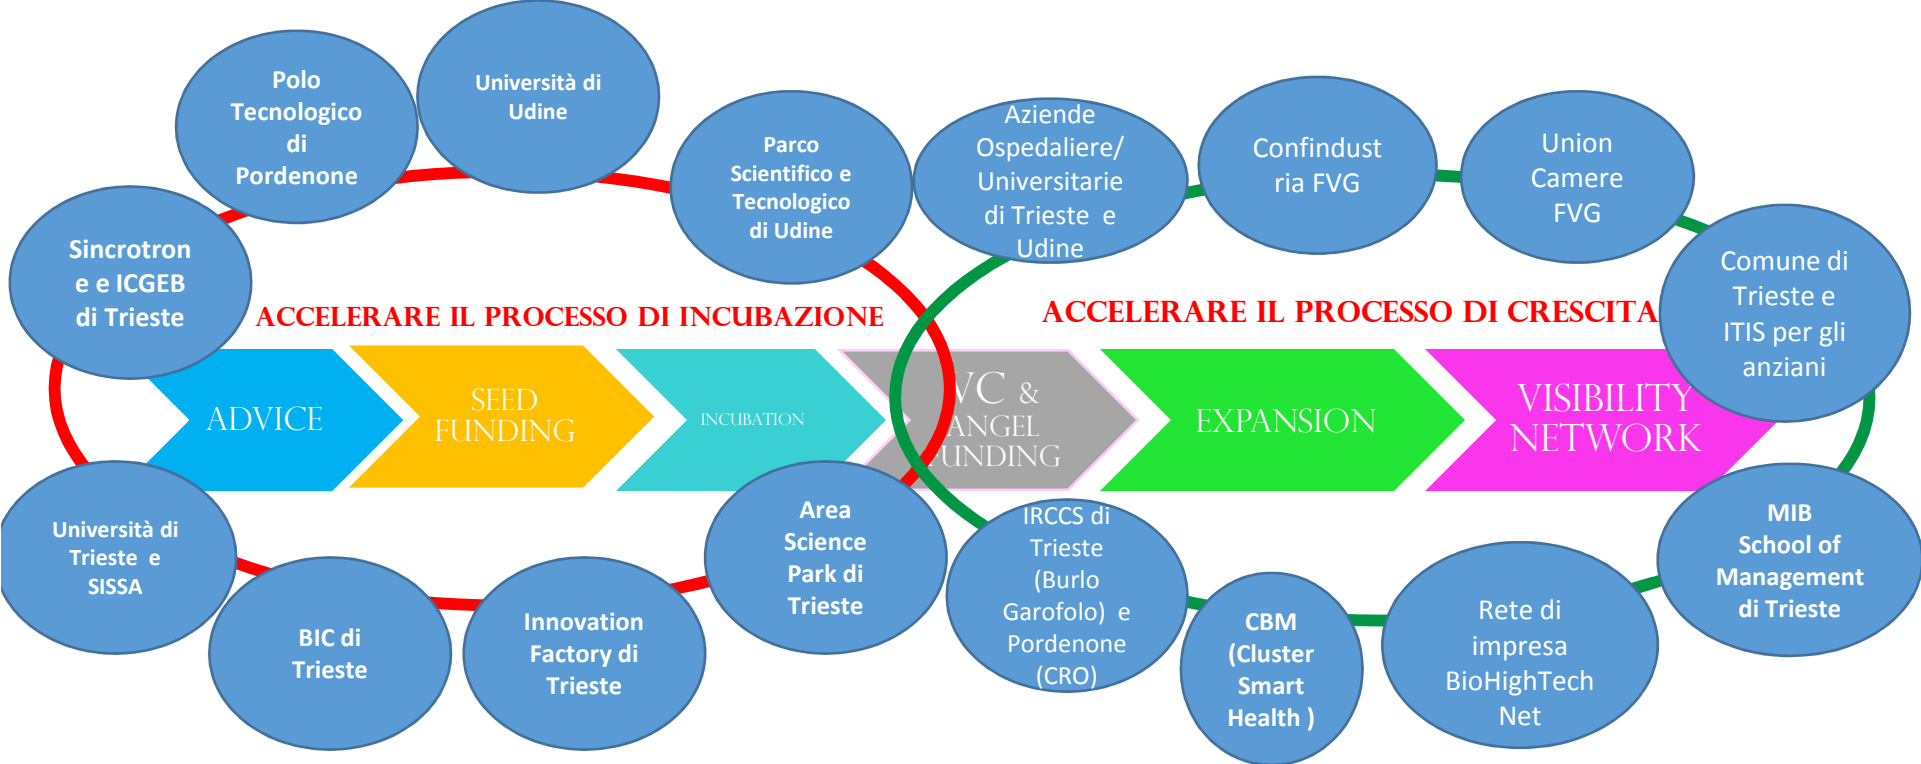 Polo
Tecnologico
di
Pordenone
Università di
Udine
Parco
Scientifico e
Tecnologico
di Udine
Aziende
Ospedaliere/
Universitarie
di Trieste e
Udine
Confindust
ria FVG
Union
Camere
FVG
Sincrotron
e e ICGEB
di Trieste
Comune di
Trieste e
ITIS per gli
anziani
ACCELERARE IL PROCESSO DI INCUBAZIONE
ACCELERARE IL PROCESSO DI CRESCITA
ADVICE
SEED
FUNDING
INCUBATION
VC &
ANGEL
FUNDING
EXPANSION
VISIBILITY
NETWORK
Università di
Trieste e
SISSA
BIC di
Trieste
Innovation
Factory di
Trieste
Area
Science
Park di
Trieste
IRCCS di
Trieste
(Burlo
Garofolo) e
Pordenone
(CRO)
CBM
(Cluster
Smart
Health )
Rete di
impresa
BioHighTech
Net
MIB
School of
Management
di Trieste